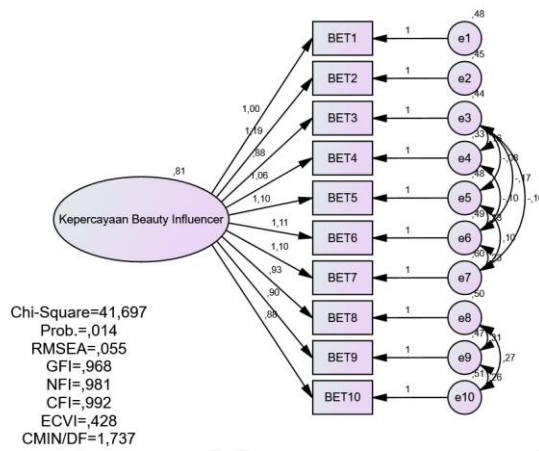 ,48
BET1
1
e1
,45
BET2
1
e2
,44
BET3
1
e3
,33
BET4
1
e4
,48
BET5
1
e5
,49
BET6
1
e6
,60
BET7
1
e7
,50
BET8
1
e8
,47
BET9
1
e9
,51
BET10
1
e10
1,00
1,19
,88
1,06
1,10
1,11
1,10
,93
,90
,88
,81
Kepercayaan Beauty Influencer
-,08
-,17
-,10
,10
,27
,26
Chi-Square=41,697
Prob.=,014
RMSEA=,055
GFI=,968
NFI=,981
CFI=,992
ECVI=,428
CMIN/DF=1,737